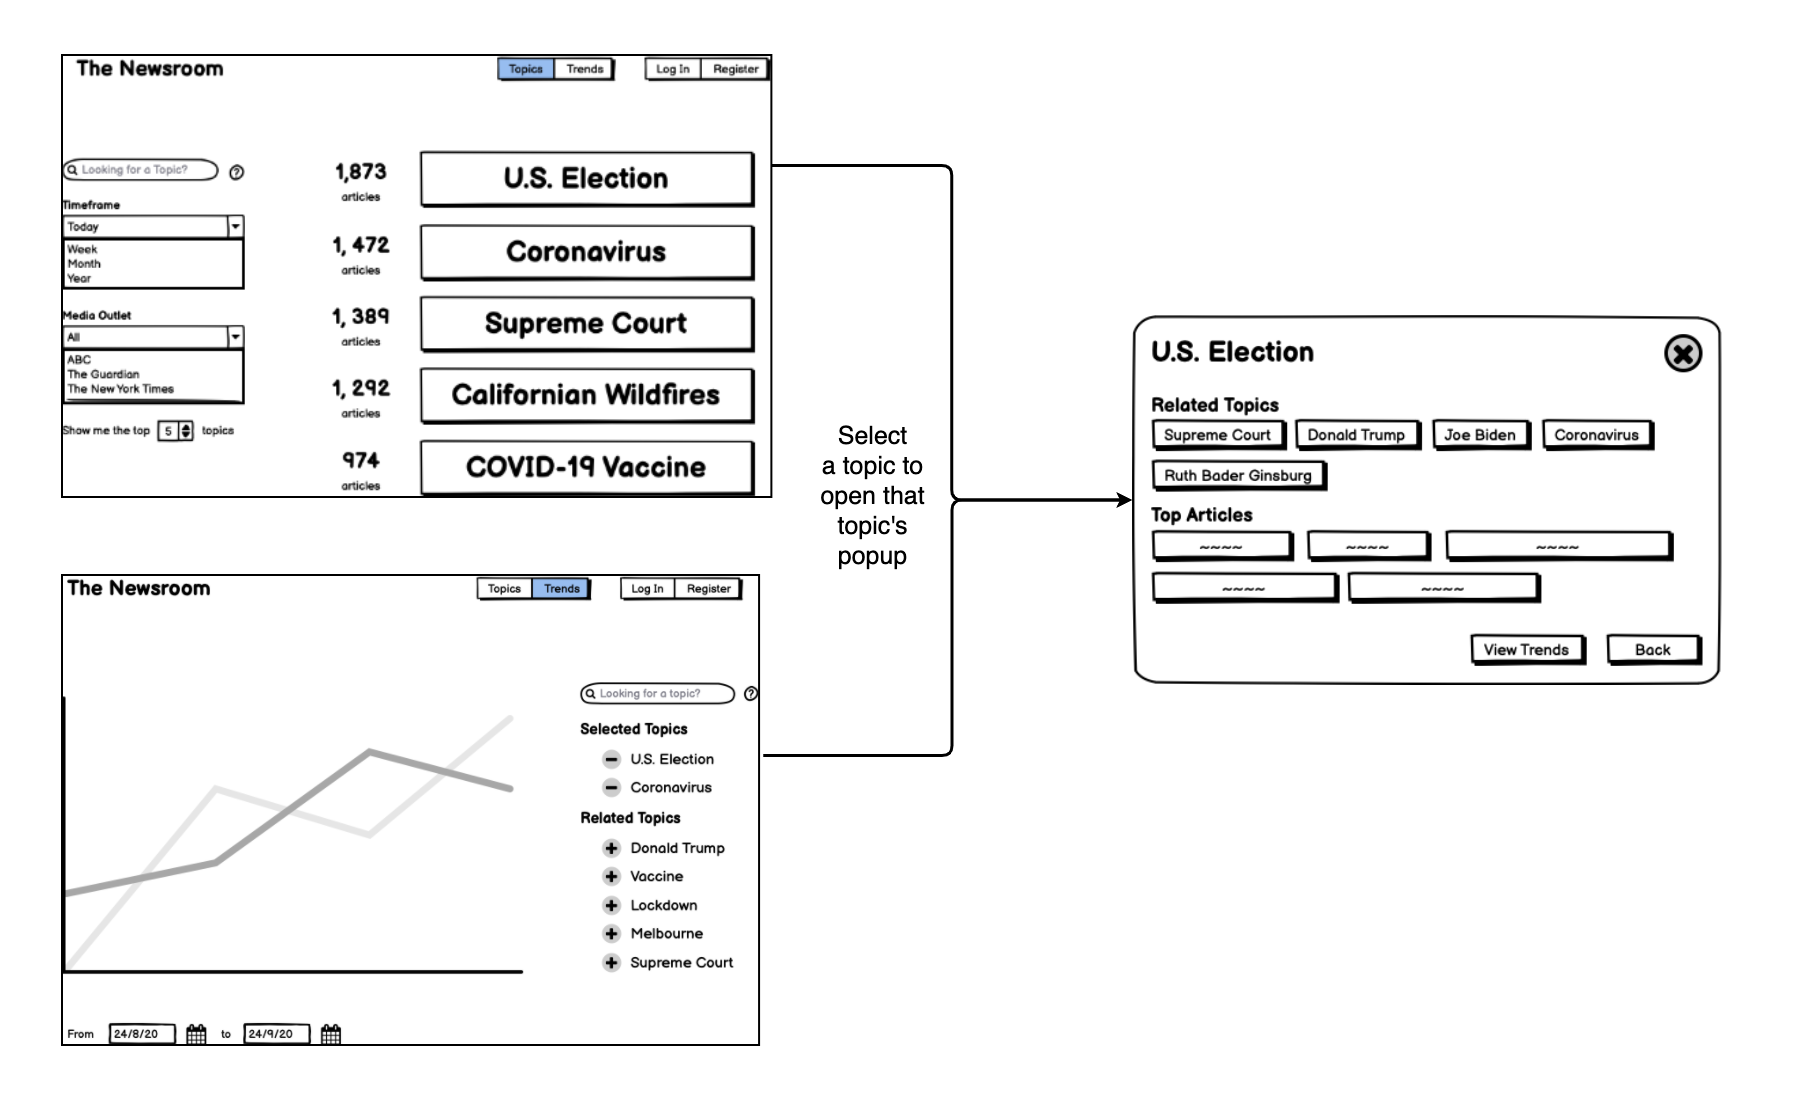 The Newsroom
Topics Trends Log In Register
Looking for a Topic? ?
Timeframe
Today
Week
Month
Year
Media Outlet
All
ABC
The Guardian
The New York Times
Show me the top 5 topics
1,873
articles
U.S. Election
1, 472
articles
Coronavirus
1, 389
articles
Supreme Court
1, 292
articles
Californian Wildfires
974
articles
COVID-19 Vaccine
The Newsroom
Topics Trends Log In Register
Looking for a topic? ?
Selected Topics
U.S. Election
Coronavirus
Related Topics
Donald Trump
Vaccine
Lockdown
Melbourne
Supreme Court
From 24/8/20 to 24/9/20
Select
a topic to
open that
topic's
popup
U.S. Election
Related Topics
Supreme Court Donald Trump Joe Biden Coronavirus
Ruth Bader Ginsburg
Top Articles
~~~~ ~~~~ ~~~~
~~~~ ~~~~
View Trends Back